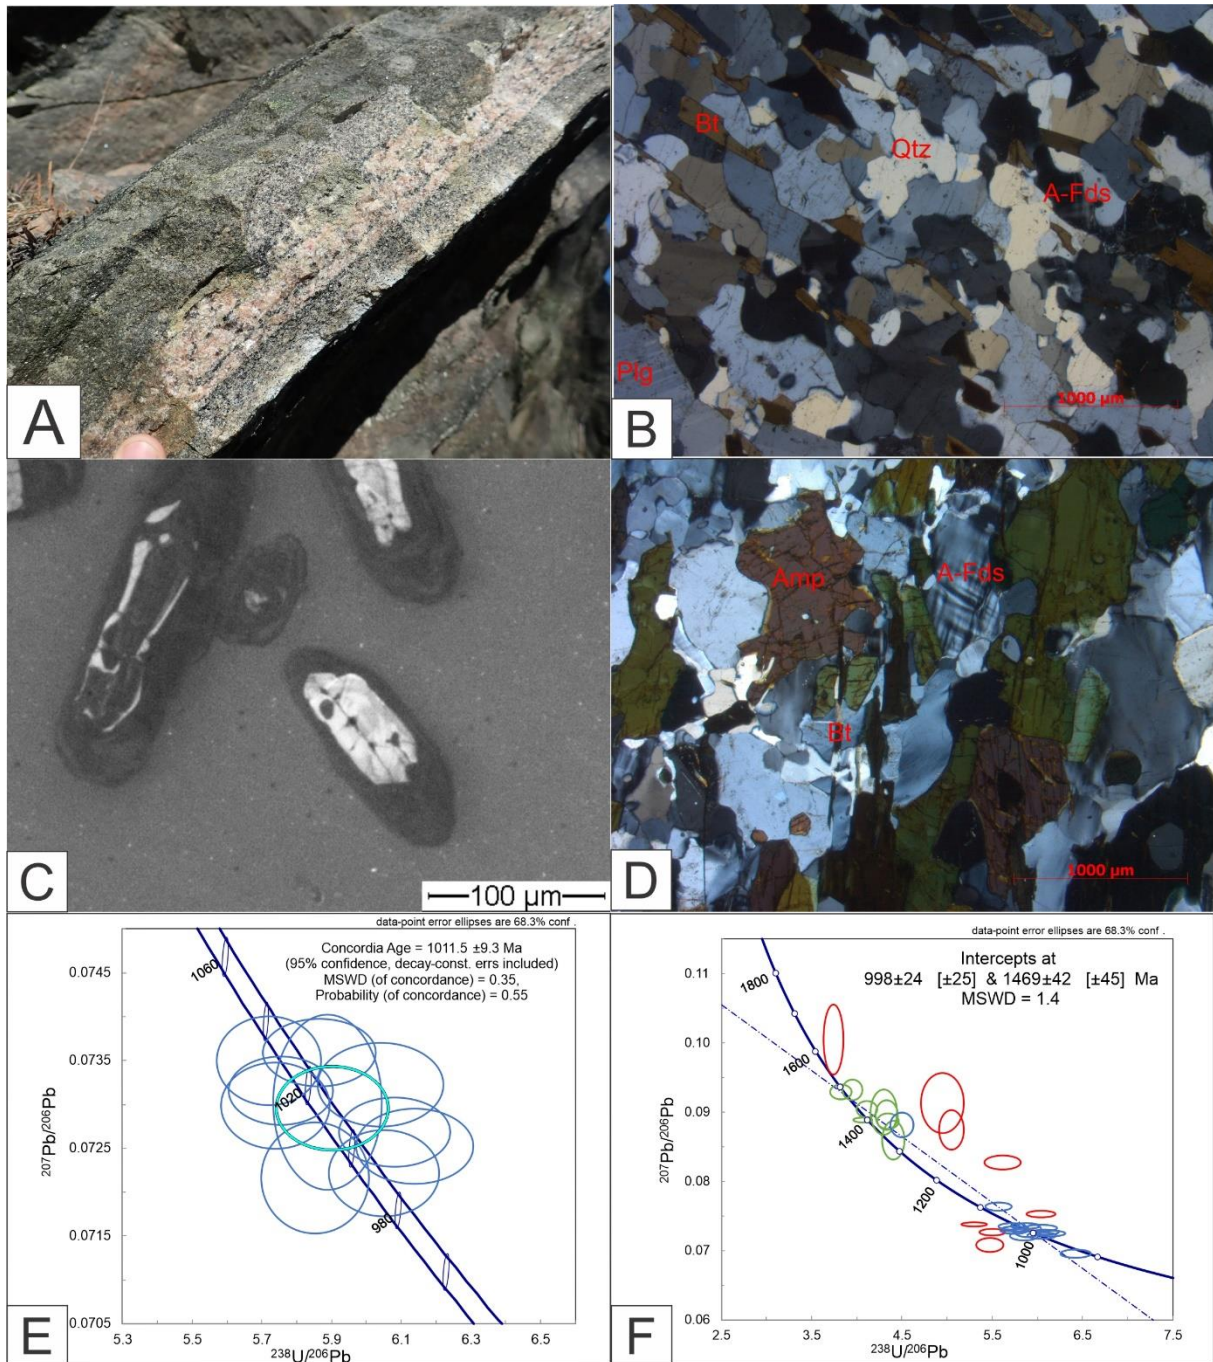 A
Bt
Qtz
A-Fds
Plg
1000 µm
B
C
100 µm
Amp
A-Fds
Bt
1000 µm
D
data-point error ellipses are 68.3% conf .
Concordia Age = 1011.5 ±9.3 Ma
(95% confidence, decay-const. errs included)
MSWD (of concordance) = 0.35,
Probability (of concordance) = 0.55
0.0745
0.0735
0.0725
0.0715
0.0705
1060
1020
980
207Pb/206Pb
5.3 5.5 5.7 5.9 6.1 6.3 6.5
238U/206Pb
E
data-point error ellipses are 68.3% conf .
Intercepts at
998±24 [±25] & 1469±42 [±45] Ma
MSWD = 1.4
0.11
0.10
0.09
0.08
0.07
0.06
1800
1600
1400
1200
1000
207Pb/206Pb
2.5 3.5 4.5 5.5 6.5 7.5
238U/206Pb
F